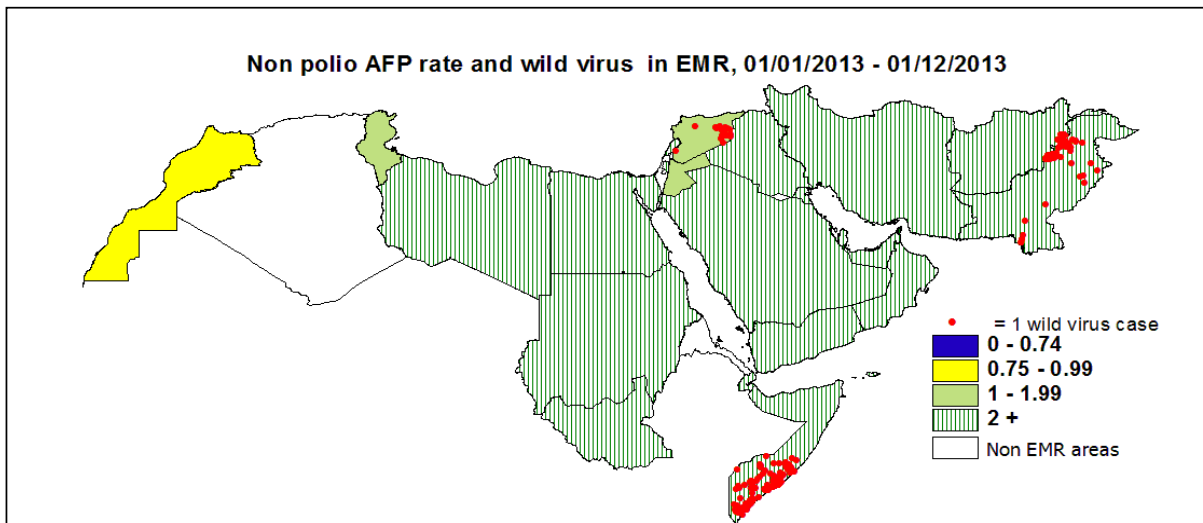 Non polio AFP rate and wild virus in EMR, 01/01/2013 - 01/12/2013
= 1 wild virus case
0 - 0.74
0.75 - 0.99
1 - 1.99
2 +
Non EMR areas